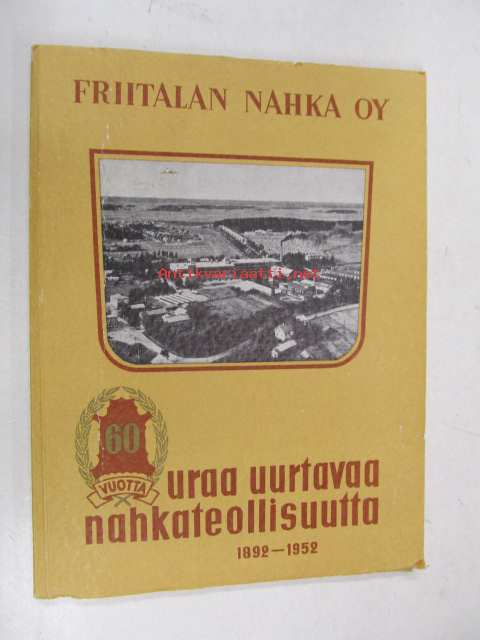 FRIITALAN NAHKA OY
Antikvariaatti.net
60
VUOTTA
uraa uurtavaa
nahkateollisuutta
1892-1952